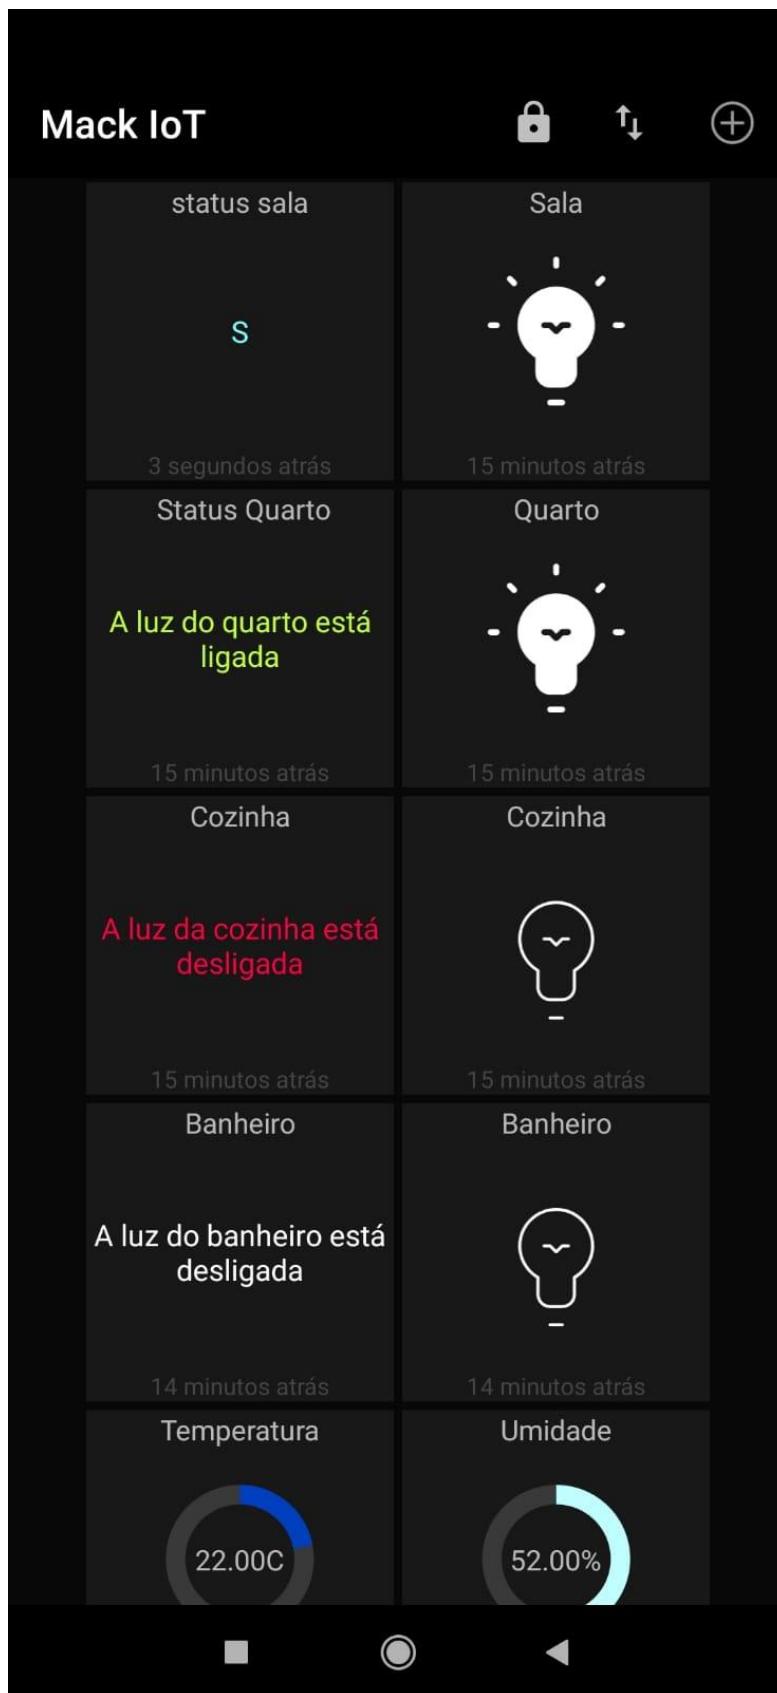 Mack IoT
status sala
Sala
S
3 segundos atrás
15 minutos atrás
Status Quarto
Quarto
A luz do quarto está
ligada
15 minutos atrás
15 minutos atrás
Cozinha
Cozinha
A luz da cozinha está
desligada
15 minutos atrás
15 minutos atrás
Banheiro
Banheiro
A luz do banheiro está
desligada
14 minutos atrás
14 minutos atrás
Temperatura
Umidade
22.00C
52.00%